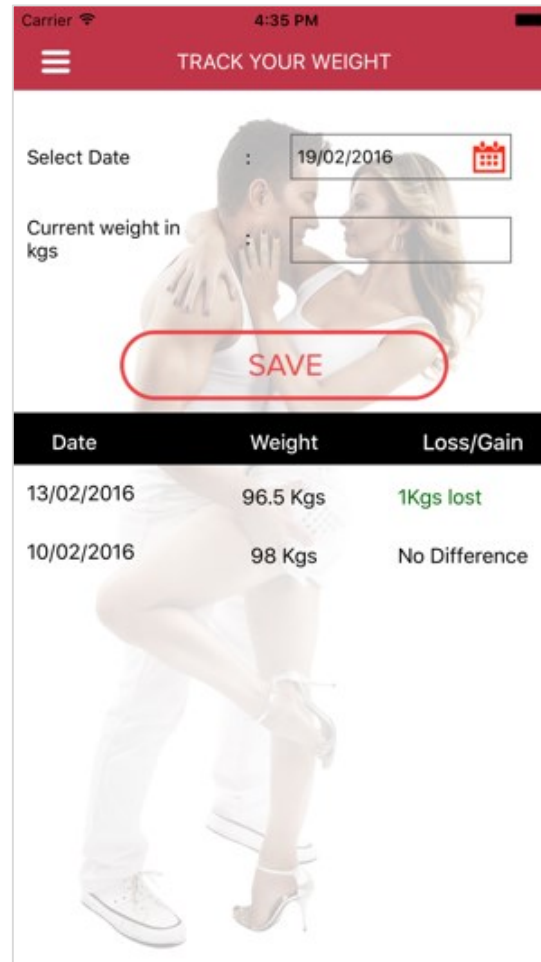 Carrier 4:35 PM
TRACK YOUR WEIGHT
Select Date : 19/02/2016
Current weight in
kgs :
SAVE
Date Weight Loss/Gain
13/02/2016 96.5 Kgs 1Kgs lost
10/02/2016 98 Kgs No Difference